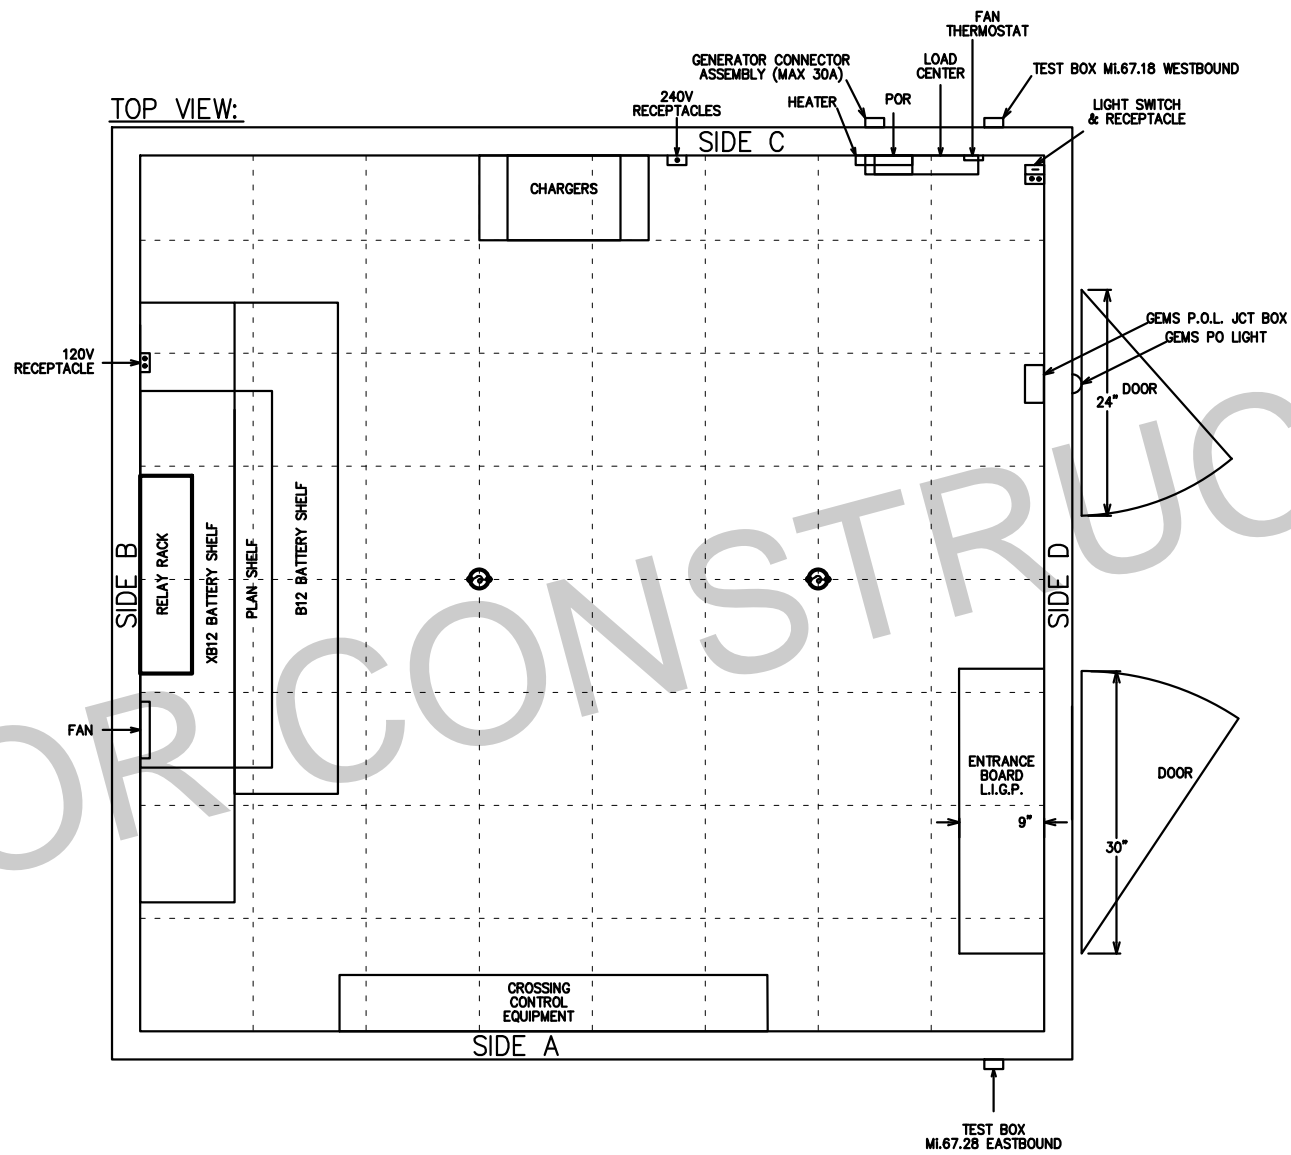 FAN
THERMOSTAT
GENERATOR CONNECTOR
ASSEMBLY (MAX 30A)
LOAD
CENTER
TEST BOX Mi.67.18 WESTBOUND
240V
RECEPTACLES
HEATER
POR
LIGHT SWITCH
& RECEPTACLE
TOP VIEW:
SIDE C
CHARGERS
GEMS P.O.L. JCT BOX
GEMS PO LIGHT
120V
RECEPTACLE
DOOR
24"
SIDE B
RELAY RACK
XB12 BATTERY SHELF
PLAN SHELF
B12 BATTERY SHELF
SIDE D
OR CONSTRUC
FAN
ENTRANCE
BOARD
L.I.G.P.
DOOR
9"
30"
CROSSING
CONTROL
EQUIPMENT
SIDE A
TEST BOX
Mi.67.28 EASTBOUND